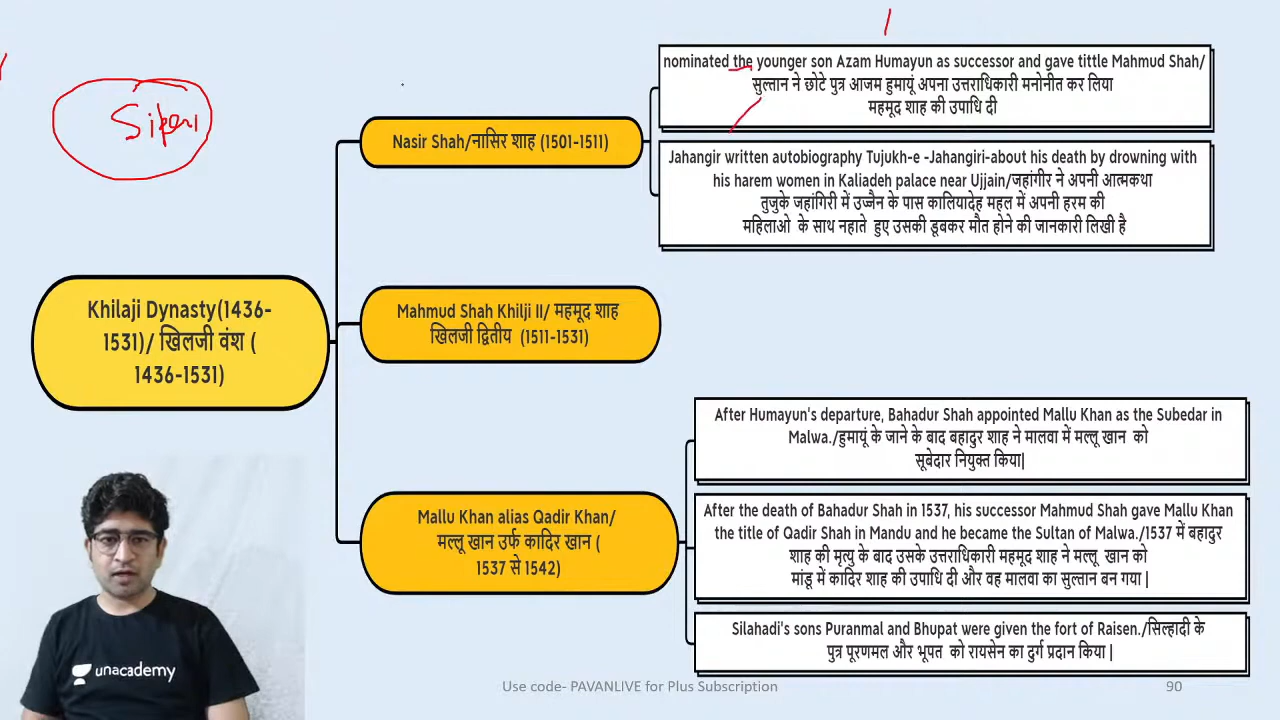 Sikri
nominated the younger son Azam Humayun as successor and gave tittle Mahmud Shah/
सुल्तान ने छोटे पुत्र आजम हुमायूं अपना उत्तराधिकारी मनोनीत कर लिया
महमूद शाह की उपाधि दी
Nasir Shah/नासिर शाह (1501-1511)
Jahangir written autobiography Tujukh-e -Jahangiri-about his death by drowning with
his harem women in Kaliadeh palace near Ujjain/जहांगीर ने अपनी आत्मकथा
तुजुके जहांगिरी में उज्जैन के पास कालियादेह महल में अपनी हरम की
महिलाओ के साथ नहाते हुए उसकी डूबकर मौत होने की जानकारी लिखी है
Khilaji Dynasty(1436-
1531)/ खिलजी वंश (
1436-1531)
Mahmud Shah Khilji II/ महमूद शाह
खिलजी द्वितीय (1511-1531)
Mallu Khan alias Qadir Khan/
मल्लू खान उर्फ कादिर खान (
1537 से 1542)
After Humayun's departure, Bahadur Shah appointed Mallu Khan as the Subedar in
Malwa./हुमायूं के जाने के बाद बहादुर शाह ने मालवा में मल्लू खान को
सूबेदार नियुक्त किया|
After the death of Bahadur Shah in 1537, his successor Mahmud Shah gave Mallu Khan
the title of Qadir Shah in Mandu and he became the Sultan of Malwa./1537 में बहादुर
शाह की मृत्यु के बाद उसके उत्तराधिकारी महमूद शाह ने मल्लू खान को
मांडू में कादिर शाह की उपाधि दी और वह मालवा का सुल्तान बन गया |
Silahadi's sons Puranmal and Bhupat were given the fort of Raisen./सिल्हादी के
पुत्र पूरणमल और भूपत को रायसेन का दुर्ग प्रदान किया |
unacademy
Use code- PAVANLIVE for Plus Subscription
90